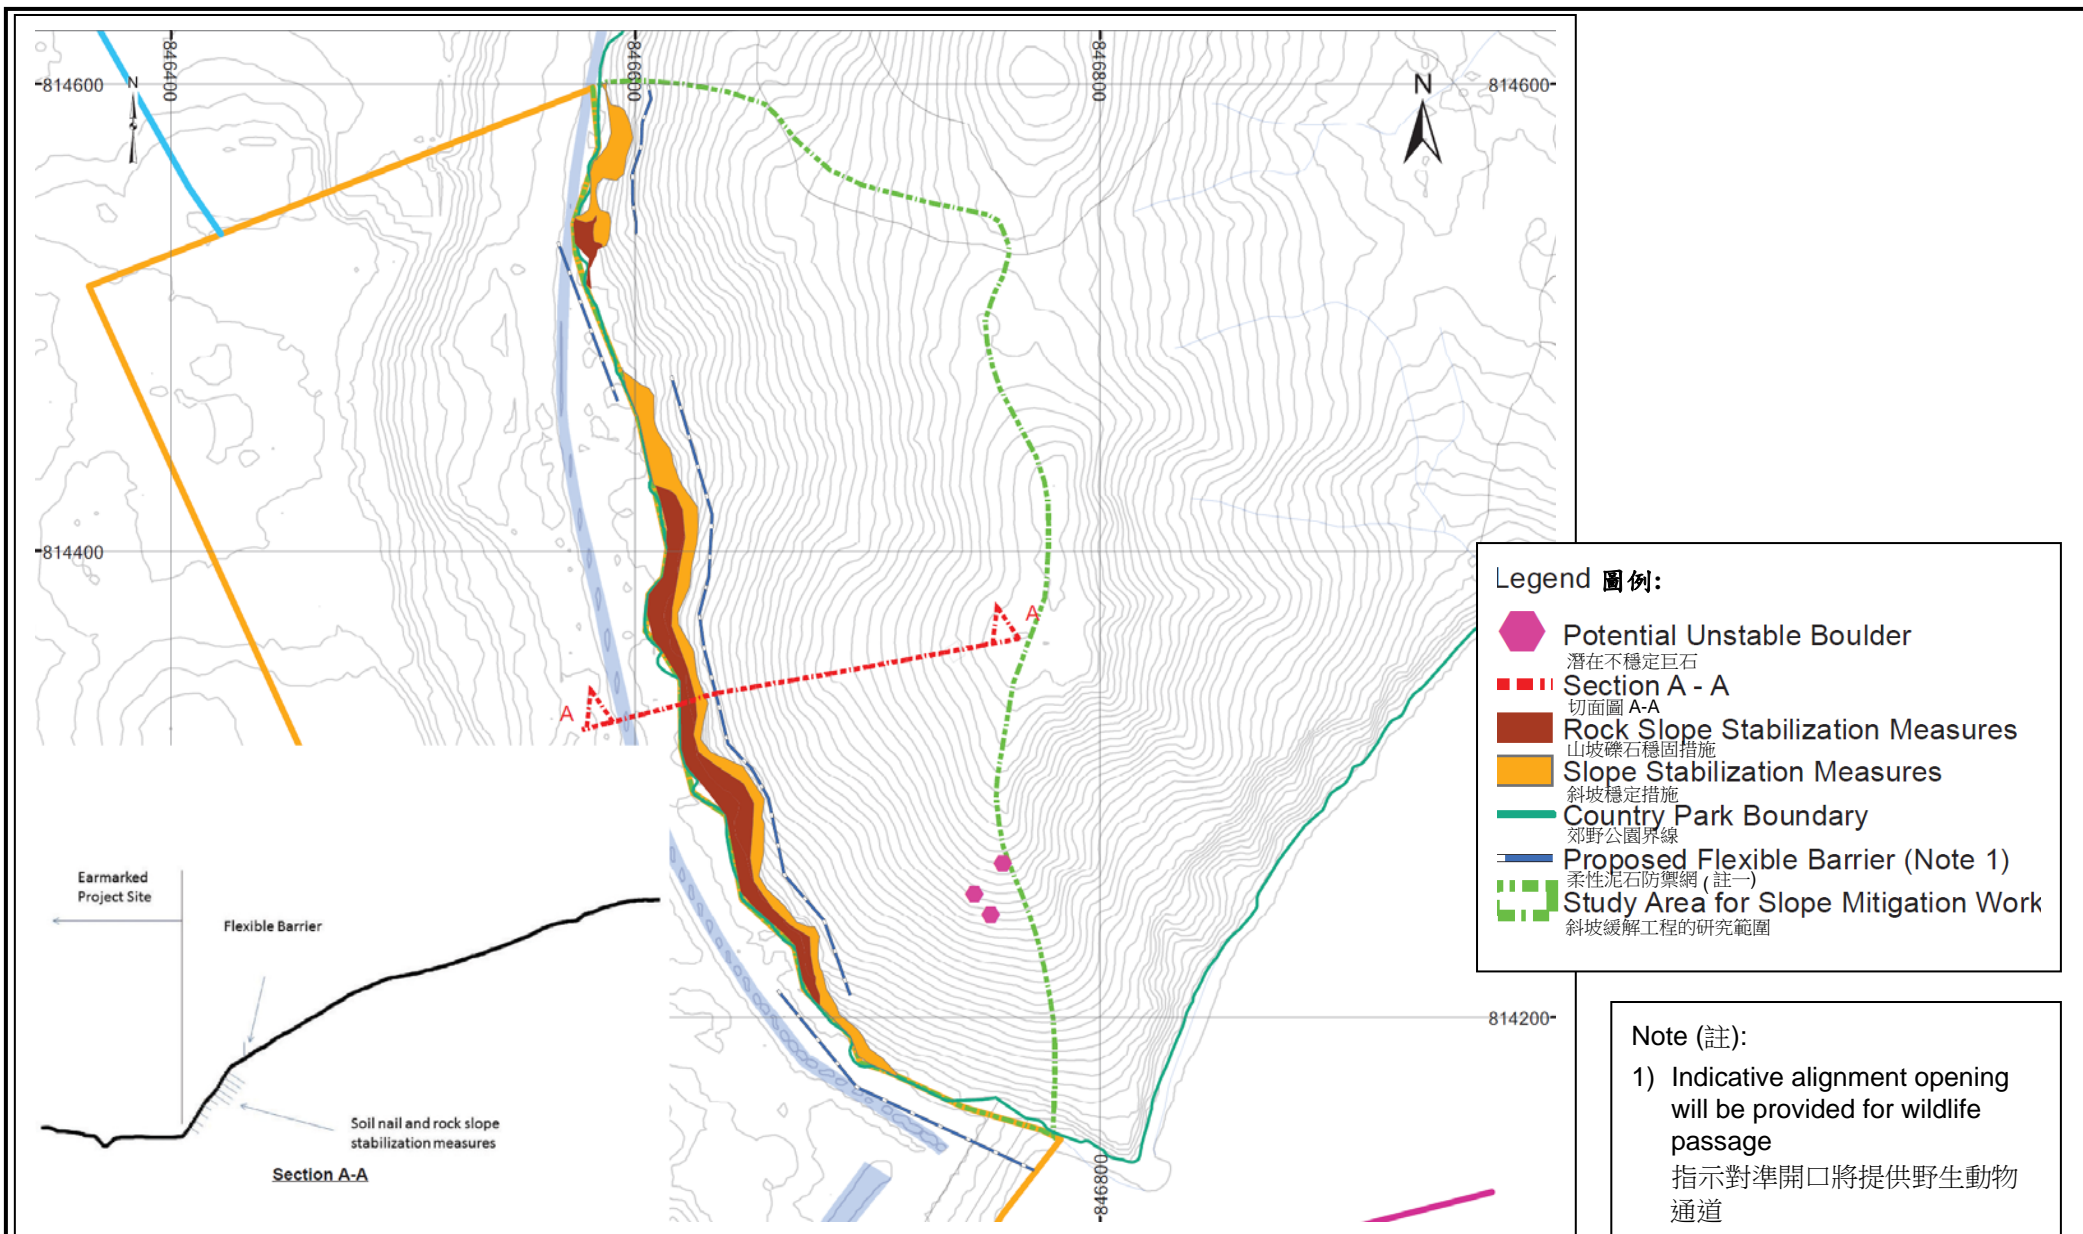 846400
846600
846800
814600
N
N
814600
814400
A
A
Legend 圖例:
Potential Unstable Boulder
潛在不穩定巨石
Section A - A
切面圖 A-A
Rock Slope Stabilization Measures
山坡礫石穩固措施
Slope Stabilization Measures
斜坡穩定措施
Country Park Boundary
郊野公園界線
Proposed Flexible Barrier (Note 1)
柔性泥石防禦網 (註一)
Study Area for Slope Mitigation Work
斜坡緩解工程的研究範圍
Earmarked
Project Site
Flexible Barrier
Soil nail and rock slope
stabilization measures
Section A-A
814200
846800
Note (註):
1) Indicative alignment opening
will be provided for wildlife
passage
指示對準開口將提供野生動物
通道